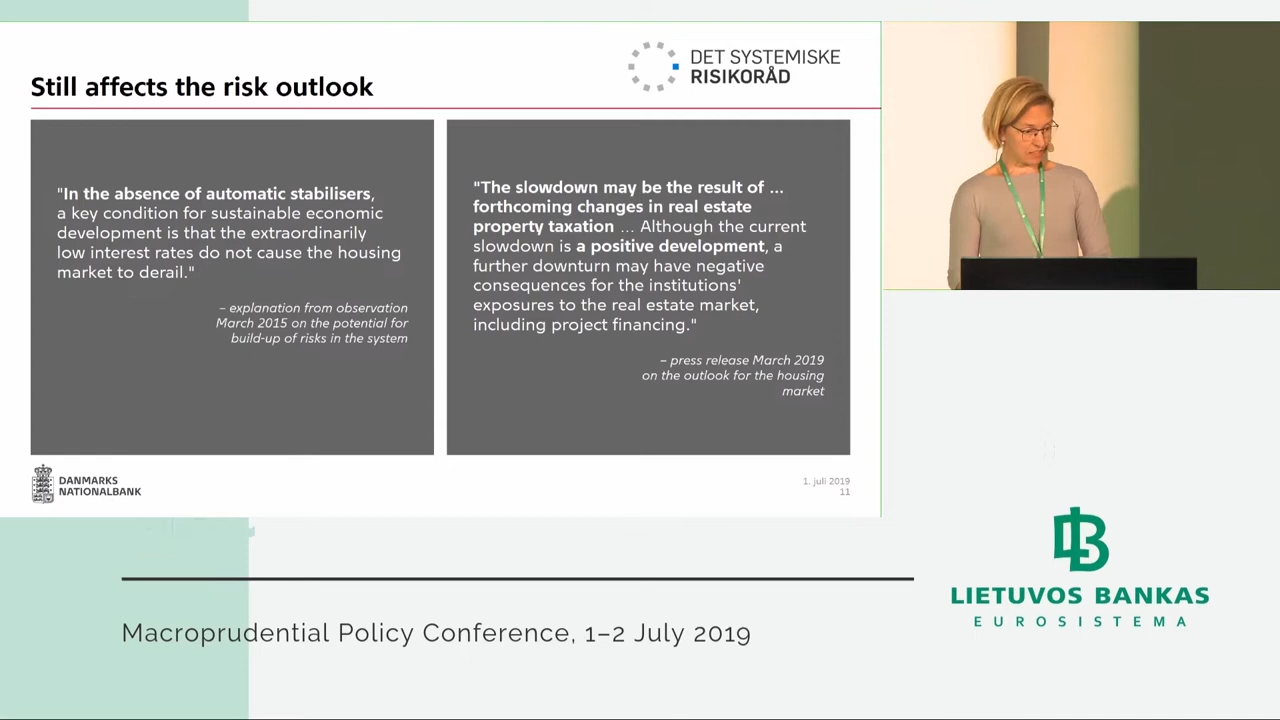 DET SYSTEMISKE
RISIKORÅD
Still affects the risk outlook
"In the absence of automatic stabilisers,
a key condition for sustainable economic
development is that the extraordinarily
low interest rates do not cause the housing
market to derail."
– explanation from observation
March 2015 on the potential for
build-up of risks in the system
"The slowdown may be the result of ...
forthcoming changes in real estate
property taxation ... Although the current
slowdown is a positive development, a
further downturn may have negative
consequences for the institutions'
exposures to the real estate market,
including project financing."
– press release March 2019
on the outlook for the housing
market
DANMARKS
NATIONALBANK
1. juli 2019
11
LIETUVOS BANKAS
EUROSISTEMA
Macroprudential Policy Conference, 1–2 July 2019